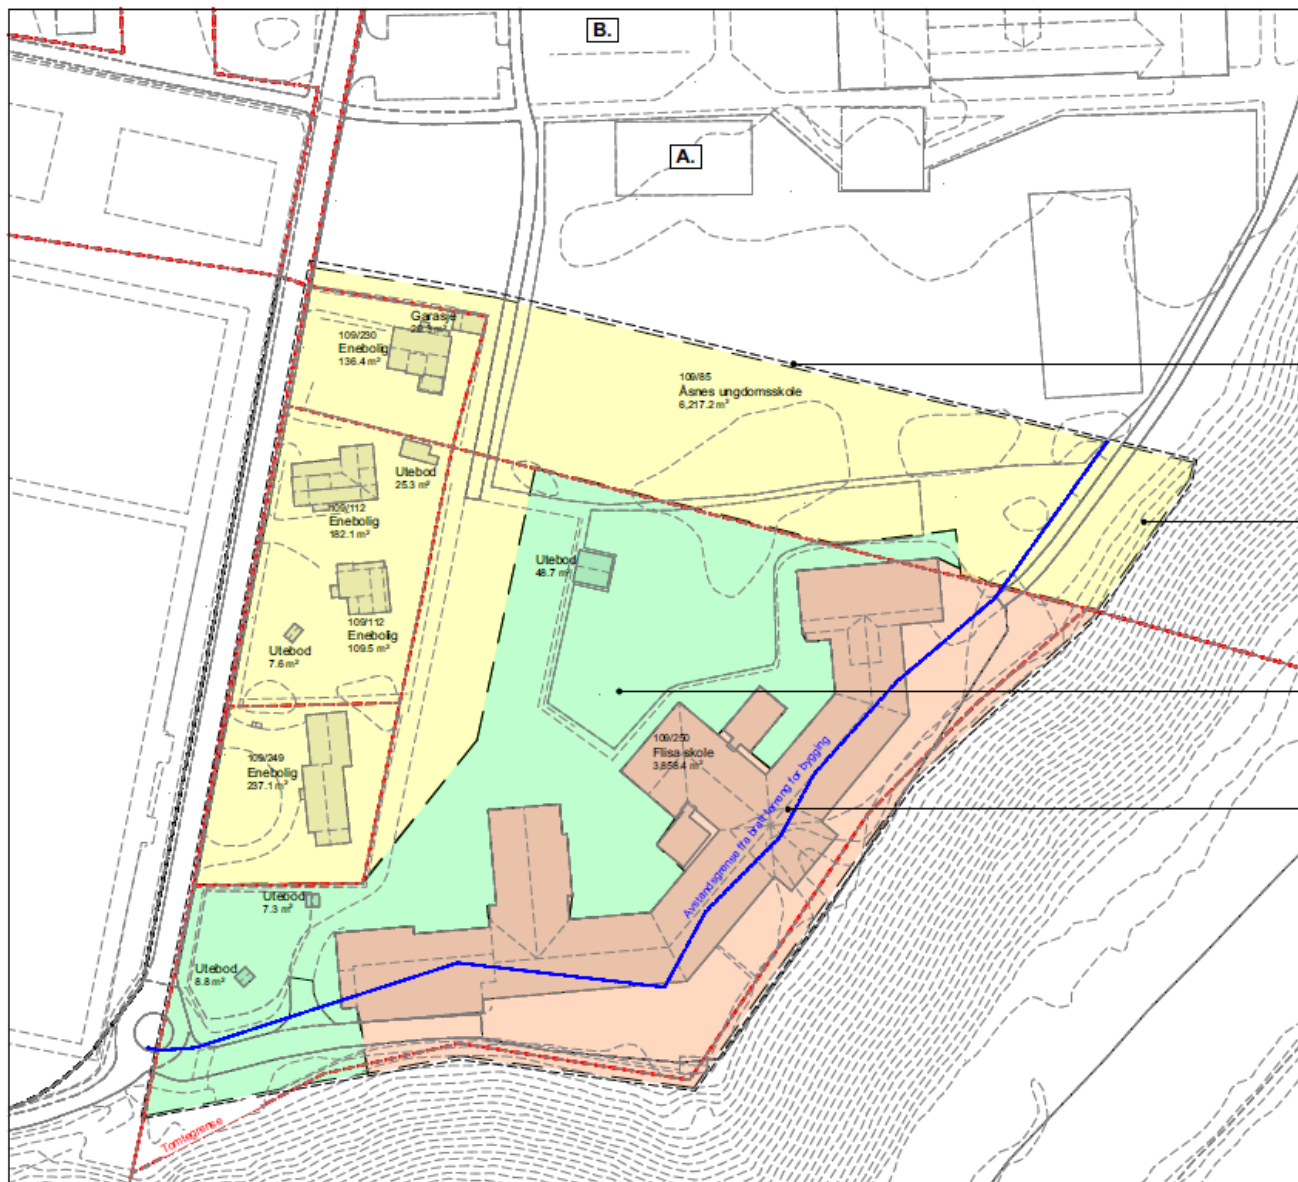 B.
A.
Garasje
109/230
Enebolig
136.4 m²
109/85
Åsnes ungdomsskole
6,217.2 m²
Utebod
25.3 m²
109/112
Enebolig
182.1 m²
Utebod
48.7 m²
109/112
Enebolig
109.5 m²
Utebod
7.6 m²
109/250
Flisa skole
3,858.4 m²
109/249
Enebolig
237.1 m²
Avstandsgrense fra bratt terreng for bygging
Utebod
7.3 m²
Utebod
8.8 m²
Tomtegrense